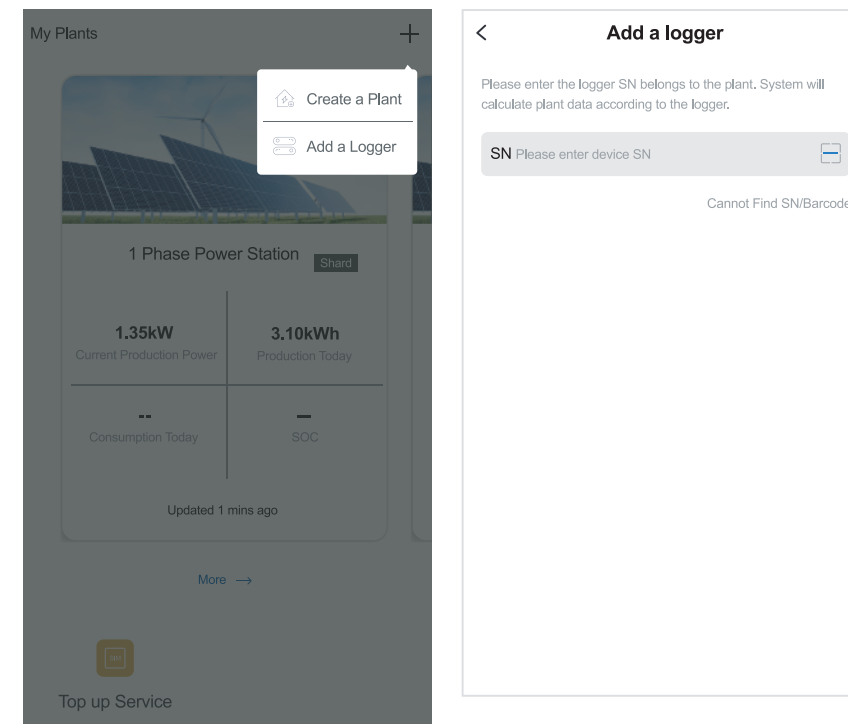 My Plants
Create a Plant
Add a Logger
1 Phase Power Station Shard
1.35kW 3.10kWh
Current Production Power Production Today
-- —
Consumption Today SOC
Updated 1 mins ago
More →
Top up Service
Add a logger
Please enter the logger SN belongs to the plant. System will
calculate plant data according to the logger.
SN Please enter device SN
Cannot Find SN/Barcode